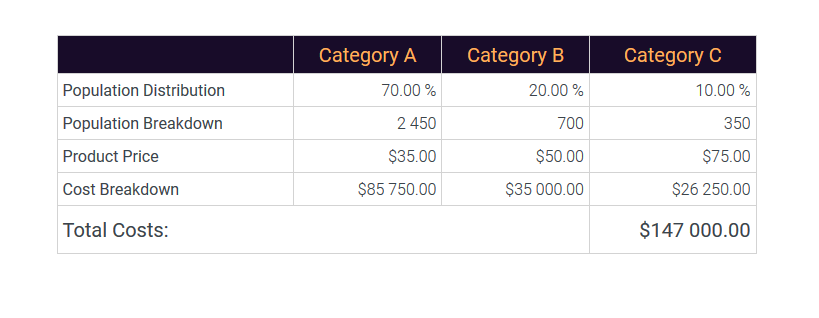 Category A Category B Category C
Population Distribution 70.00 % 20.00 % 10.00 %
Population Breakdown 2 450 700 350
Product Price $35.00 $50.00 $75.00
Cost Breakdown $85 750.00 $35 000.00 $26 250.00
Total Costs: $147 000.00